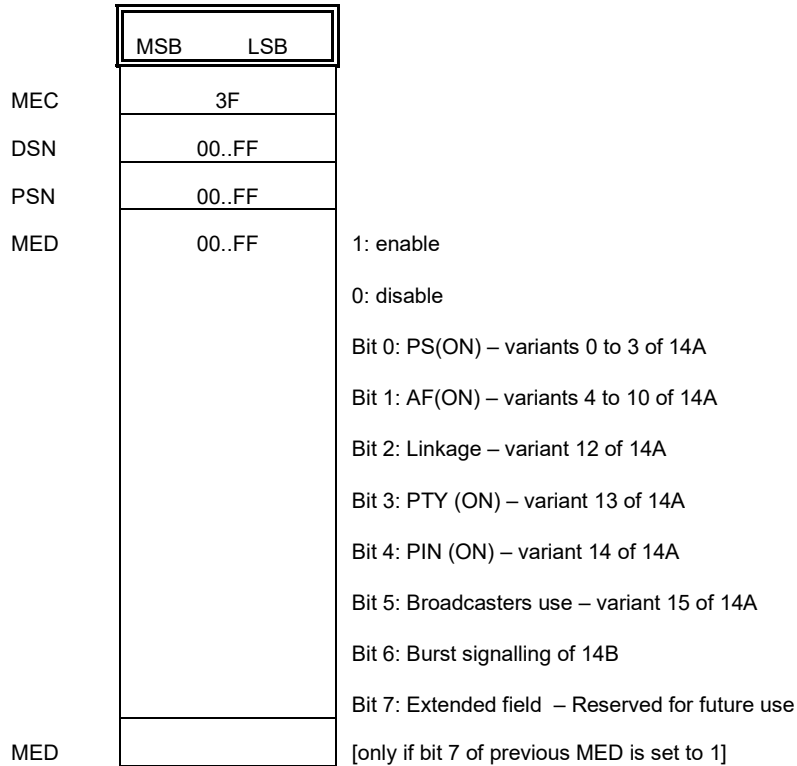 MSB LSB
MEC 3F
DSN 00..FF
PSN 00..FF
MED 00..FF 1: enable
0: disable
Bit 0: PS(ON) – variants 0 to 3 of 14A
Bit 1: AF(ON) – variants 4 to 10 of 14A
Bit 2: Linkage – variant 12 of 14A
Bit 3: PTY (ON) – variant 13 of 14A
Bit 4: PIN (ON) – variant 14 of 14A
Bit 5: Broadcasters use – variant 15 of 14A
Bit 6: Burst signalling of 14B
Bit 7: Extended field – Reserved for future use
MED [only if bit 7 of previous MED is set to 1]